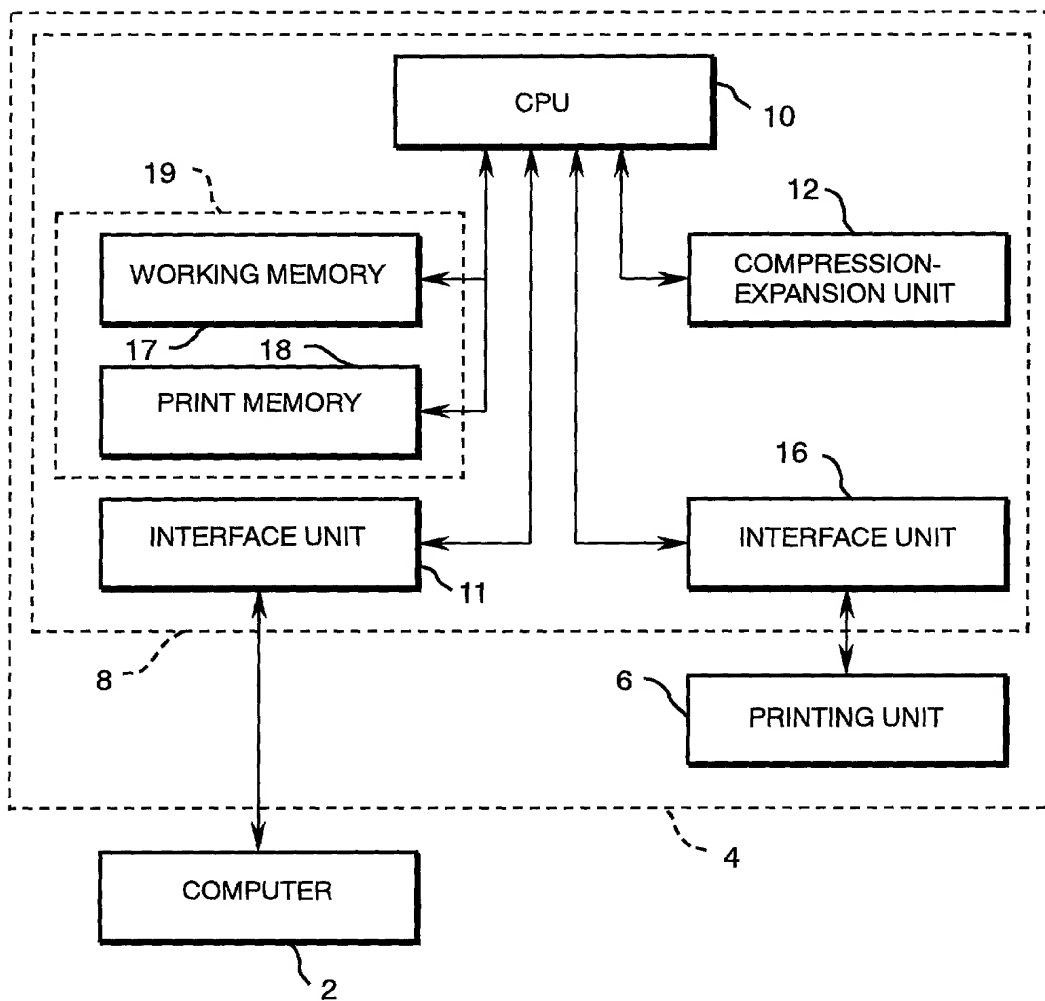 CPU
10
19
12
WORKING MEMORY
COMPRESSION-
EXPANSION UNIT
17
18
PRINT MEMORY
16
INTERFACE UNIT
INTERFACE UNIT
11
8
6
PRINTING UNIT
4
COMPUTER
2